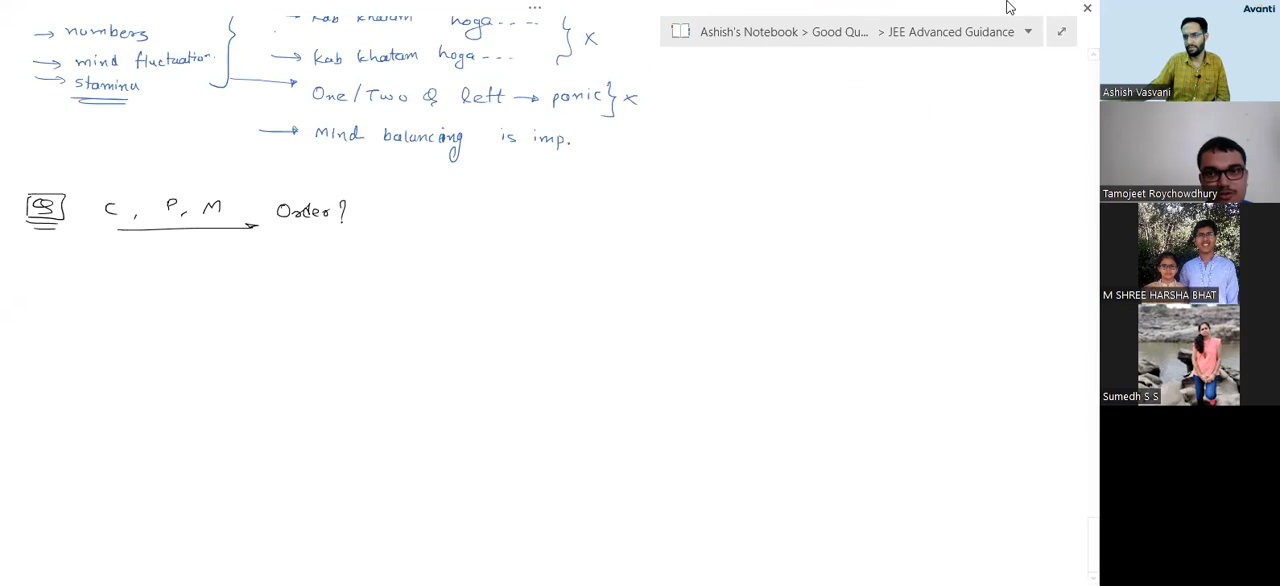 → numbers
→ mind fluctuation.
→ stamina
→ kab khatam hoga ---- } x
→ kab khatam hoga ---
One/Two Q left → panic } x
→ Mind balancing is imp.
Q C, P, M Order?
Ashish's Notebook > Good Qu... > JEE Advanced Guidance
Avanti
Ashish Vasvani
Tamojeet Roychowdhury
M SHREE HARSHA BHAT
Sumedh S S